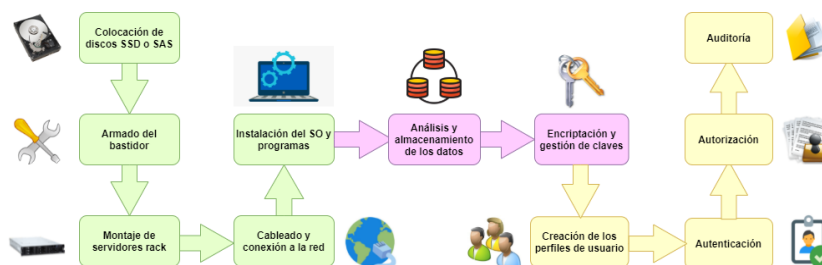 Colocación de
discos SSD o SAS
Armado del
bastidor
Montaje de
servidores rack
Cableado y
conexión a la red
Instalación del SO y
programas
Análisis y
almacenamiento
de los datos
Encriptación y
gestión de claves
Creación de los
perfiles de usuario
Autenticación
Autorización
Auditoría